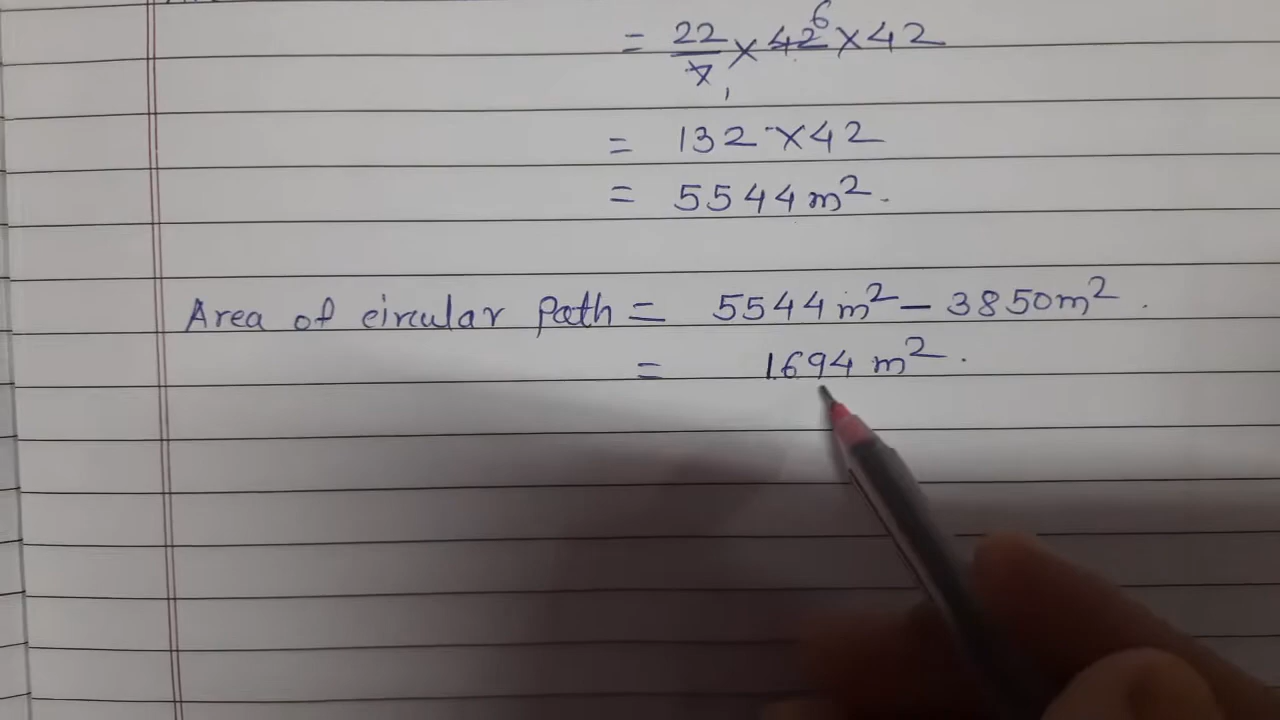 = 22/7 × 42 6 × 42
1
= 132 × 42
= 5544 m².
Area of circular Path = 5544 m² – 3850 m².
= 1694 m².